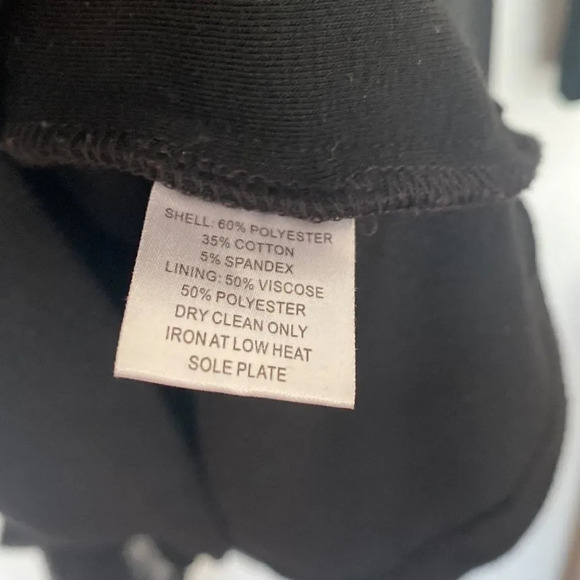 SHELL: 60% POLYESTER
35% COTTON
5% SPANDEX
LINING: 50% VISCOSE
50% POLYESTER
DRY CLEAN ONLY
IRON AT LOW HEAT
SOLE PLATE